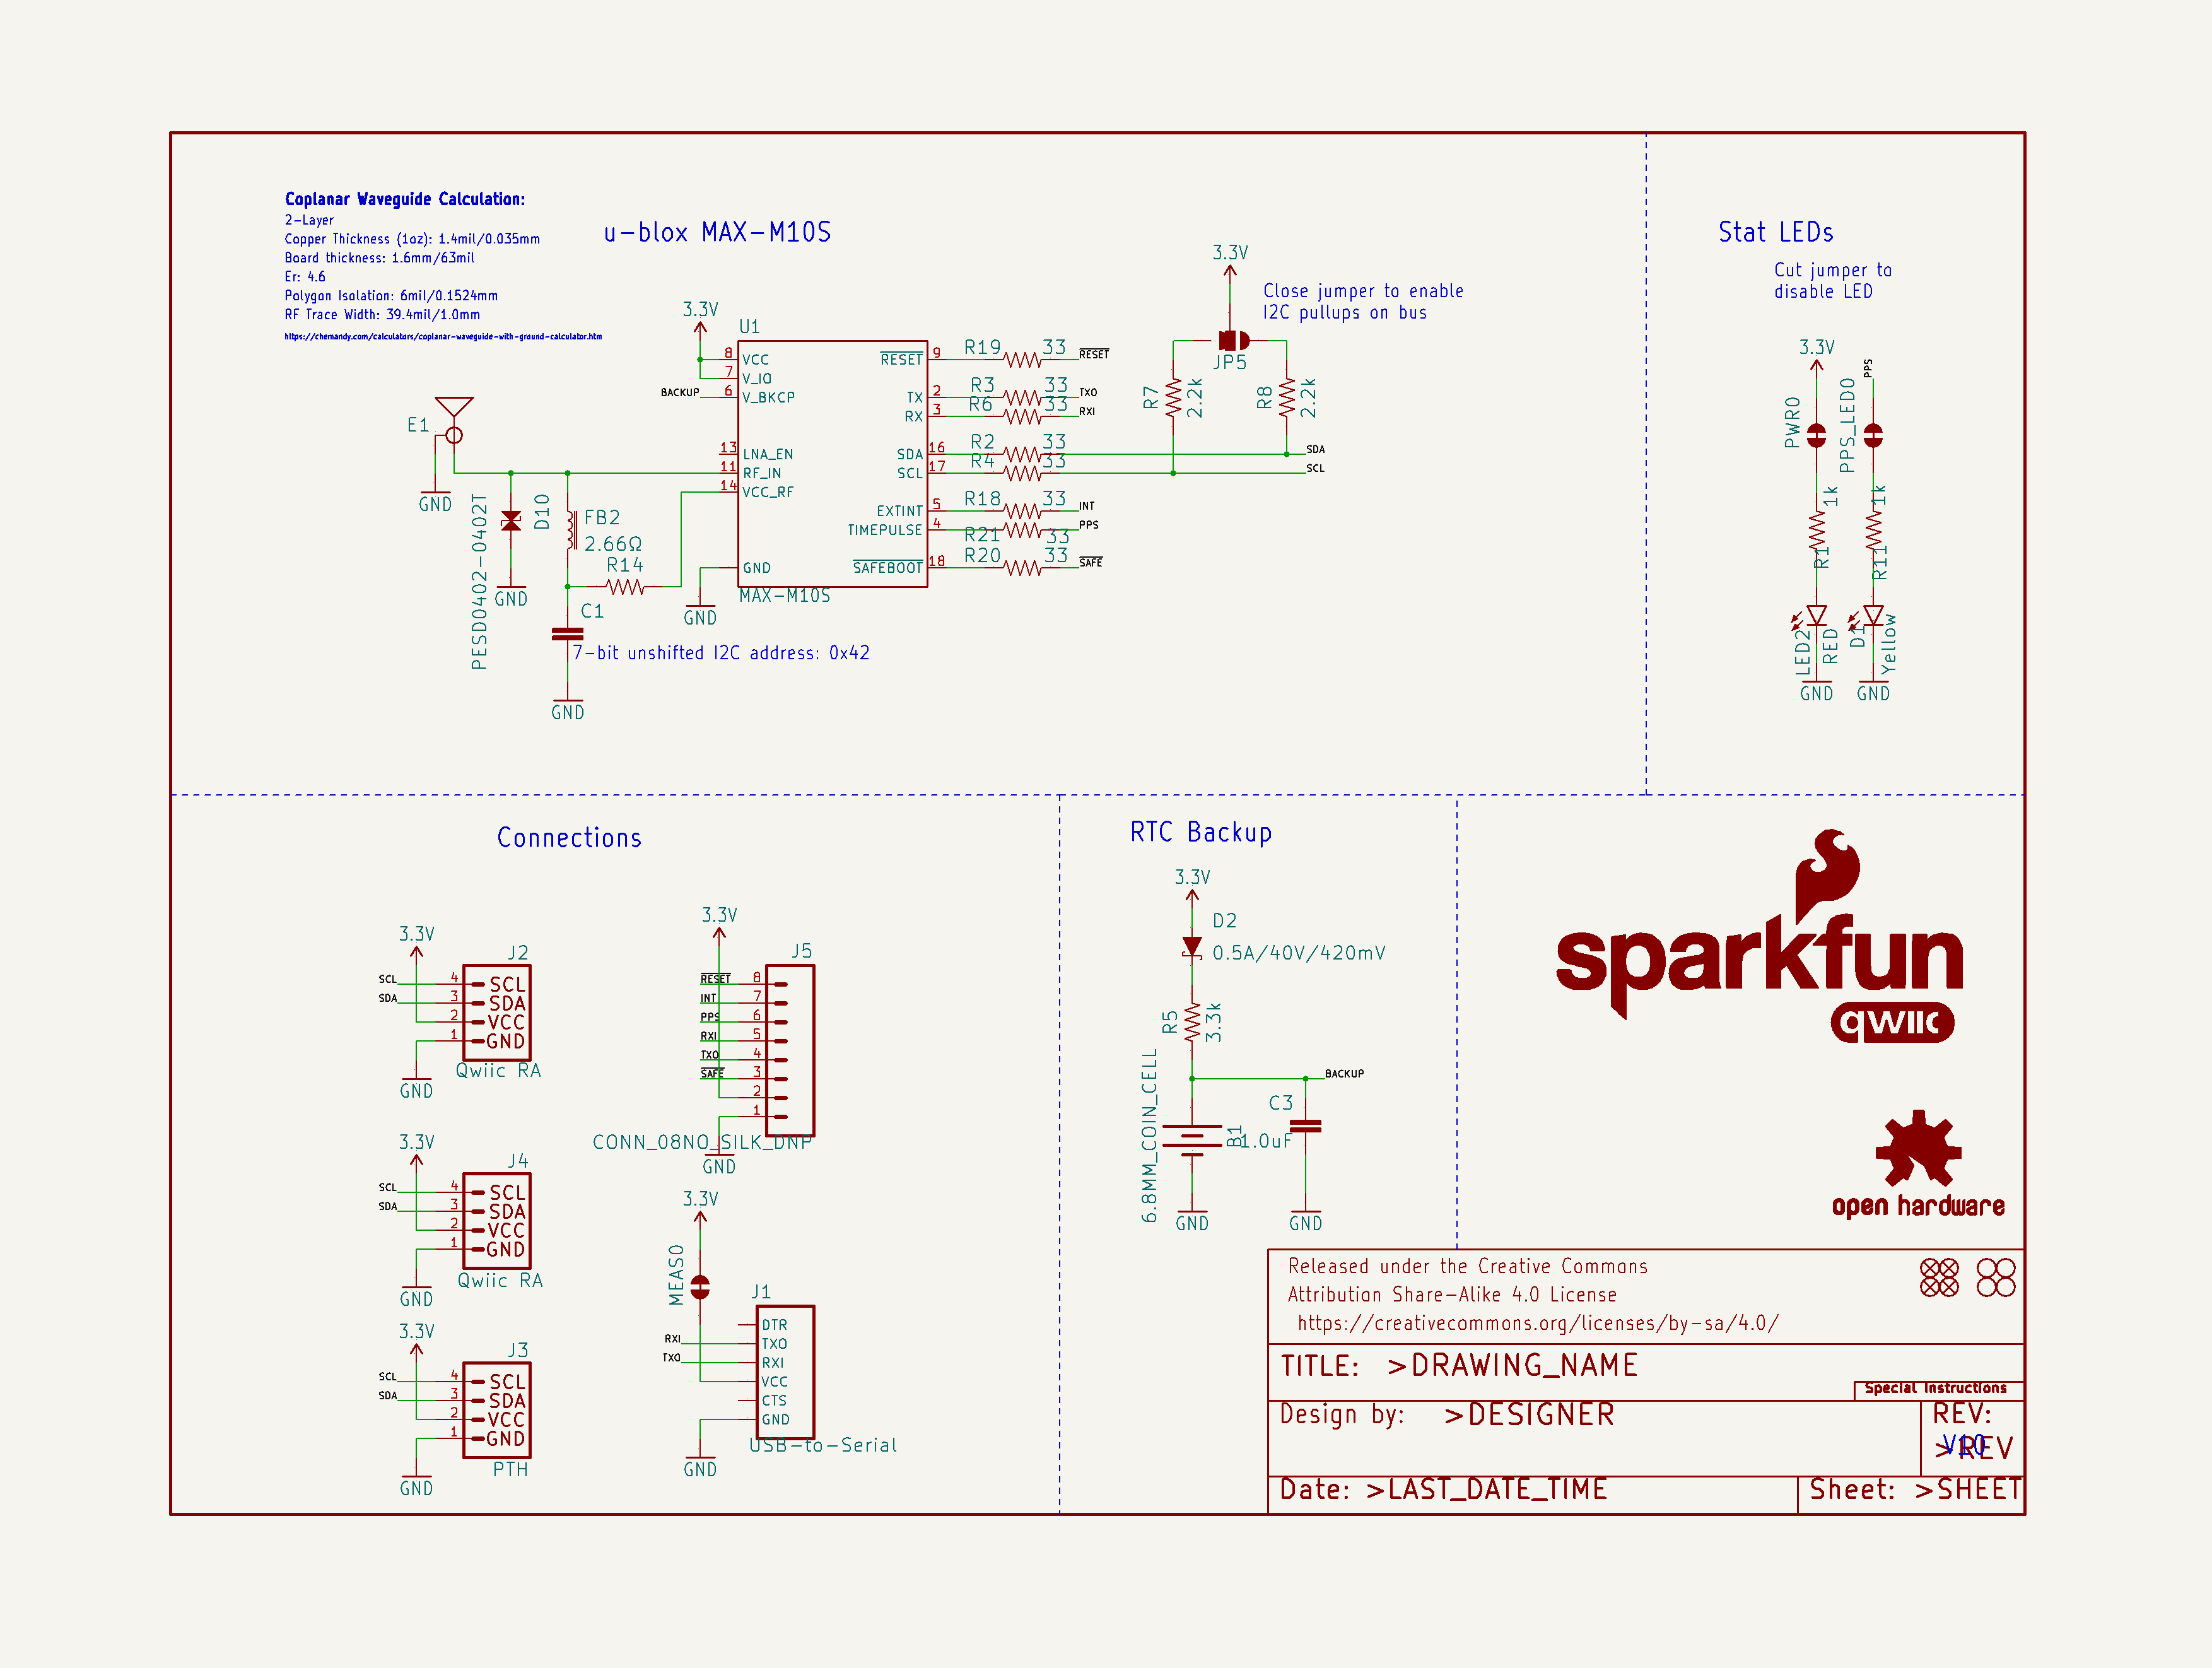 Coplanar Waveguide Calculation:
2-Layer
Copper Thickness (1oz): 1.4mil/0.035mm
Board thickness: 1.6mm/63mil
Er: 4.6
Polygon Isolation: 6mil/0.1524mm
RF Trace Width: 39.4mil/1.0mm
https://chemandy.com/calculators/coplanar-waveguide-with-ground-calculator.htm
u-blox MAX-M10S
3.3V
U1
8 VCC
7 V_IO
BACKUP 6 V_BKCP
13 LNA_EN
11 RF_IN
14 VCC_RF
GND
RESET 9 R19 33 RESET
TX 2 R3 33 TXO
RX 3 R6 33 RXI
SDA 16 R2 33 SDA
SCL 17 R4 33 SCL
EXTINT 5 R18 33 INT
TIMEPULSE 4 R21 33 PPS
SAFEBOOT 18 R20 33 SAFE
MAX-M10S
GND
E1
GND
PESD0402-0402T
D10
GND
FB2
2.66Ω
R14
C1
GND
7-bit unshifted I2C address: 0x42
3.3V
Close jumper to enable
I2C pullups on bus
JP5
R7
2.2k
R8
2.2k
Stat LEDs
Cut jumper to
disable LED
3.3V
PPS
PWR0
PPS_LED0
1k
1k
R1
R11
LED2
RED
D1
Yellow
GND
GND
Connections
3.3V
J2
SCL 4 SCL
SDA 3 SDA
2 VCC
1 GND
Qwiic RA
GND
3.3V
J4
SCL 4 SCL
SDA 3 SDA
2 VCC
1 GND
Qwiic RA
GND
3.3V
J3
SCL 4 SCL
SDA 3 SDA
2 VCC
1 GND
PTH
GND
3.3V
J5
RESET 8
INT 7
PPS 6
RXI 5
TXO 4
SAFE 3
2
1
CONN_08NO_SILK_DNP
GND
3.3V
MEAS0
J1
DTR
RXI TXO
TXO RXI
VCC
CTS
GND
USB-to-Serial
GND
RTC Backup
3.3V
D2
0.5A/40V/420mV
R5
3.3k
BACKUP
6.8MM_COIN_CELL
B1
C3
1.0uF
GND
GND
sparkfun
qwiic
open hardware
Released under the Creative Commons
Attribution Share-Alike 4.0 License
https://creativecommons.org/licenses/by-sa/4.0/
TITLE: >DRAWING_NAME
Special Instructions
Design by: >DESIGNER
REV:
>REV
V10
Date: >LAST_DATE_TIME
Sheet: >SHEET